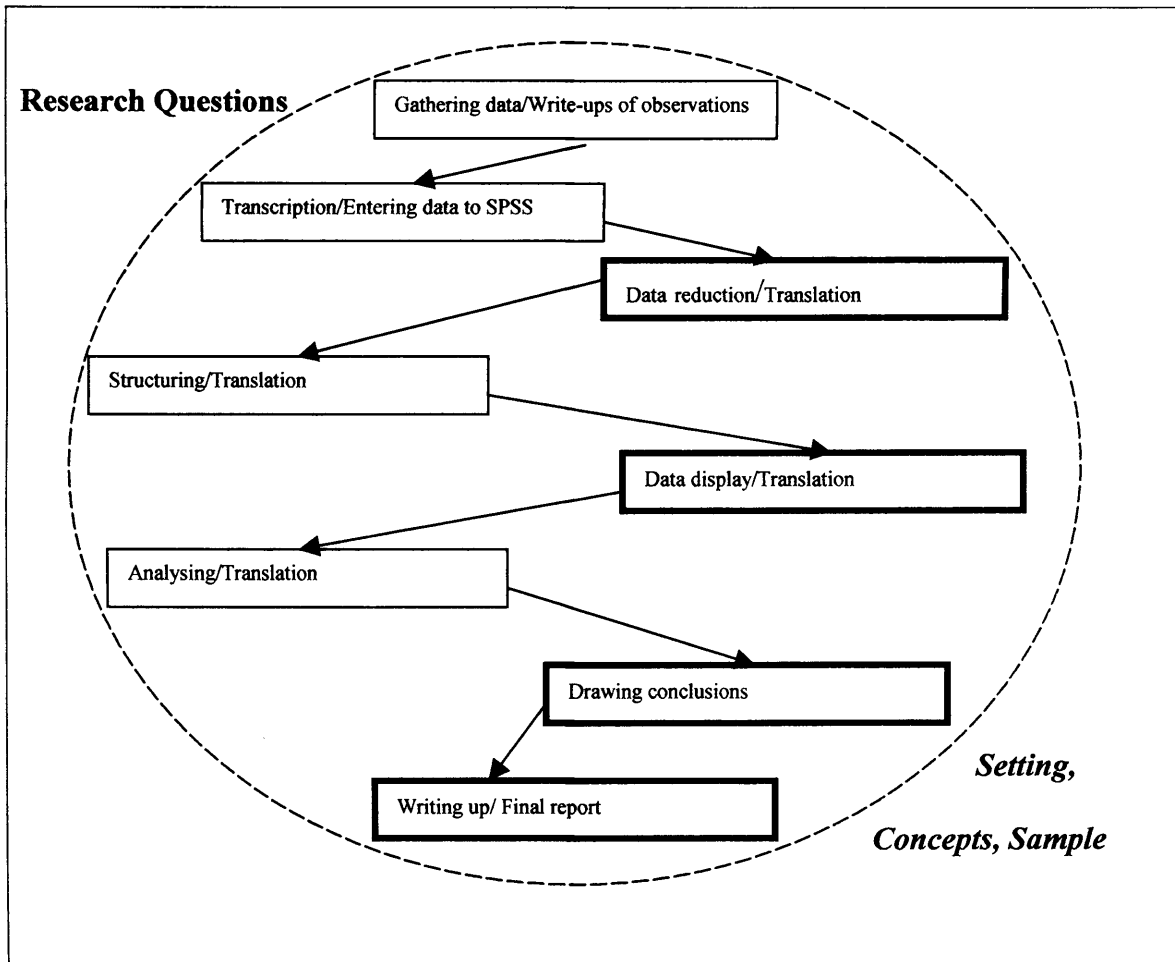 Research Questions
Gathering data/Write-ups of observations
Transcription/Entering data to SPSS
Data reduction/Translation
Structuring/Translation
Data display/Translation
Analysing/Translation
Drawing conclusions
Setting,
Writing up/ Final report
Concepts, Sample